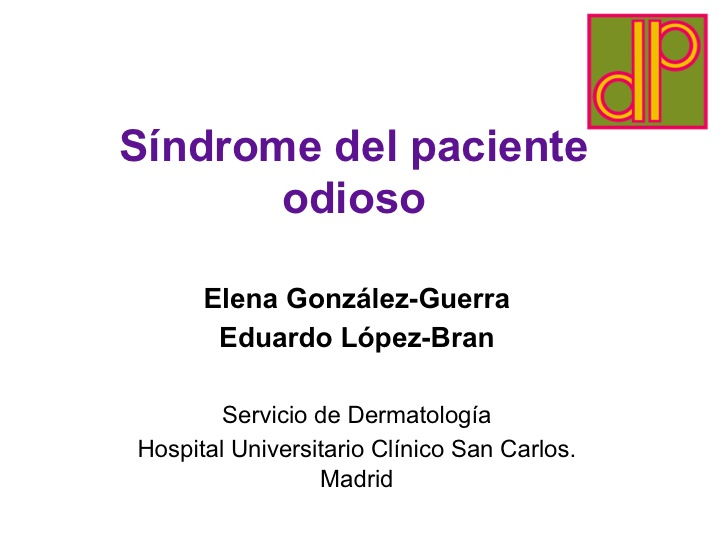 dp
Síndrome del paciente
odioso
Elena González-Guerra
Eduardo López-Bran
Servicio de Dermatología
Hospital Universitario Clínico San Carlos.
Madrid